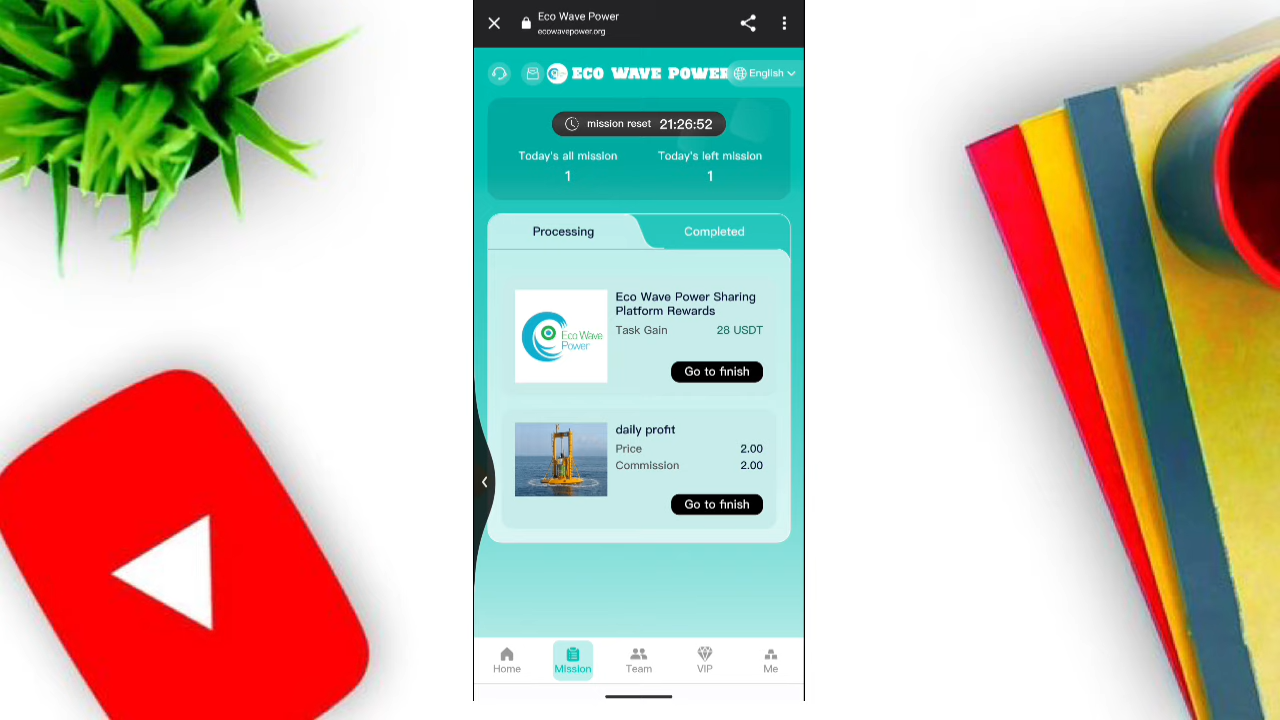 Eco Wave Power
ecowavepower.org
ECO WAVE POWER
English
mission reset 21:26:52
Today's all mission
Today's left mission
1
1
Processing
Completed
Eco Wave Power Sharing
Platform Rewards
Task Gain 28 USDT
Eco Wave
Power
Go to finish
daily profit
Price 2.00
Commission 2.00
Go to finish
Home
Mission
Team
VIP
Me